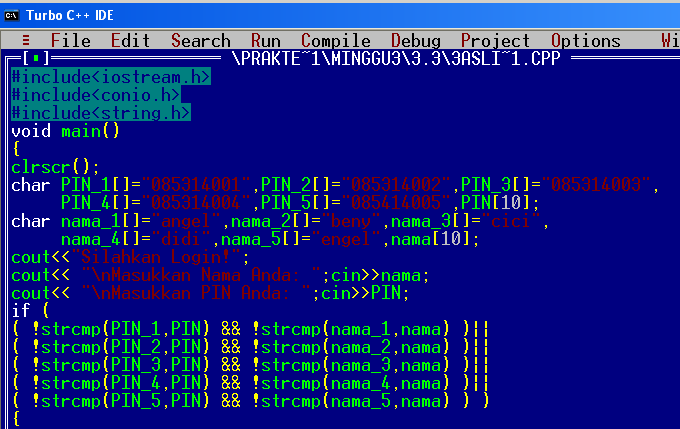 Turbo C++ IDE
≡ File Edit Search Run Compile Debug Project Options Wi
[▪] \PRAKTE~1\MINGGU3\3.3\3ASLI~1.CPP
#include<iostream.h>
#include<conio.h>
#include<string.h>
void main()
{
clrscr();
char PIN_1[]="085314001",PIN_2[]="085314002",PIN_3[]="085314003",
PIN_4[]="085314004",PIN_5[]="085414005",PIN[10];
char nama_1[]="angel",nama_2[]="beny",nama_3[]="cici",
nama_4[]="didi",nama_5[]="engel",nama[10];
cout<<"Silahkan Login!";
cout<< "\nMasukkan Nama Anda: ";cin>>nama;
cout<< "\nMasukkan PIN Anda: ";cin>>PIN;
if (
( !strcmp(PIN_1,PIN) && !strcmp(nama_1,nama) )||
( !strcmp(PIN_2,PIN) && !strcmp(nama_2,nama) )||
( !strcmp(PIN_3,PIN) && !strcmp(nama_3,nama) )||
( !strcmp(PIN_4,PIN) && !strcmp(nama_4,nama) )||
( !strcmp(PIN_5,PIN) && !strcmp(nama_5,nama) ) )
{